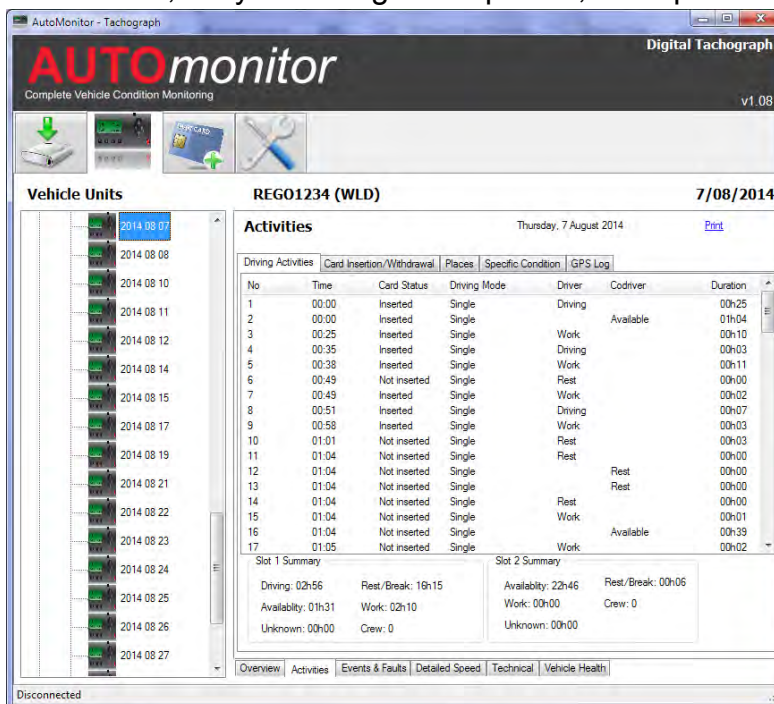 AutoMonitor - Tachograph
AUTOmonitor
Complete Vehicle Condition Monitoring
Digital Tachograph
v1.08
Vehicle Units
REGO1234 (WLD)
7/08/2014
2014 08 07
2014 08 08
2014 08 10
2014 08 11
2014 08 12
2014 08 14
2014 08 15
2014 08 17
2014 08 19
2014 08 21
2014 08 22
2014 08 23
2014 08 24
2014 08 25
2014 08 26
2014 08 27
Activities Thursday, 7 August 2014 Print
Driving Activities Card Insertion/Withdrawal Places Specific Condition GPS Log
No Time Card Status Driving Mode Driver Codriver Duration
1 00:00 Inserted Single Driving 00h25
2 00:00 Inserted Single Available 01h04
3 00:25 Inserted Single Work 00h10
4 00:35 Inserted Single Driving 00h03
5 00:38 Inserted Single Work 00h11
6 00:49 Not inserted Single Rest 00h00
7 00:49 Inserted Single Work 00h02
8 00:51 Inserted Single Driving 00h07
9 00:58 Inserted Single Work 00h03
10 01:01 Not inserted Single Rest 00h03
11 01:04 Not inserted Single Rest 00h00
12 01:04 Not inserted Single Rest 00h00
13 01:04 Not inserted Single Rest 00h00
14 01:04 Not inserted Single Rest 00h00
15 01:04 Not inserted Single Work 00h01
16 01:04 Not inserted Single Available 00h39
17 01:05 Not inserted Single Work 00h02
Slot 1 Summary
Driving: 02h56 Rest/Break: 16h15
Availablity: 01h31 Work: 02h10
Unknown: 00h00 Crew: 0
Slot 2 Summary
Availablity: 22h46 Rest/Break: 00h06
Work: 00h00 Crew: 0
Unknown: 00h00
Overview Activities Events & Faults Detailed Speed Technical Vehicle Health
Disconnected